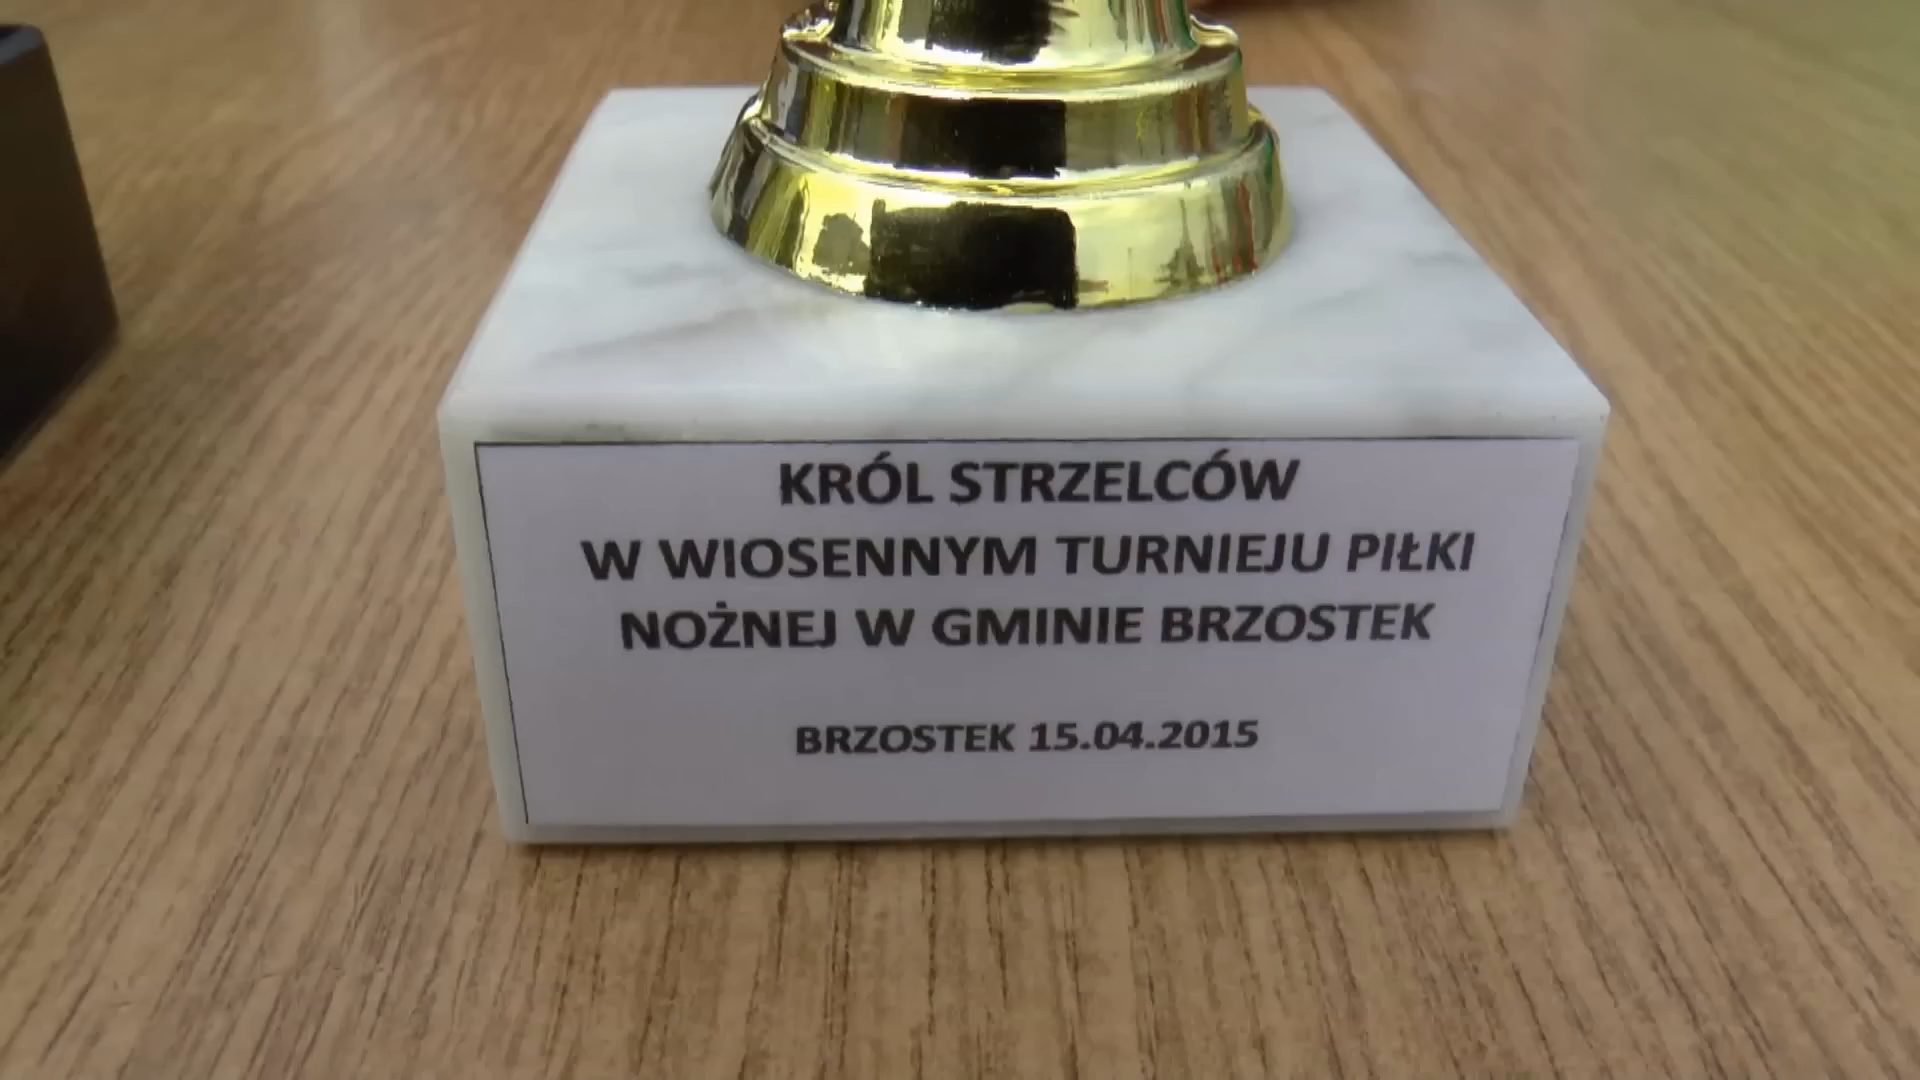 KRÓL STRZELCÓW
W WIOSENNYM TURNIEJU PIŁKI
NOŻNEJ W GMINIE BRZOSTEK
BRZOSTEK 15.04.2015